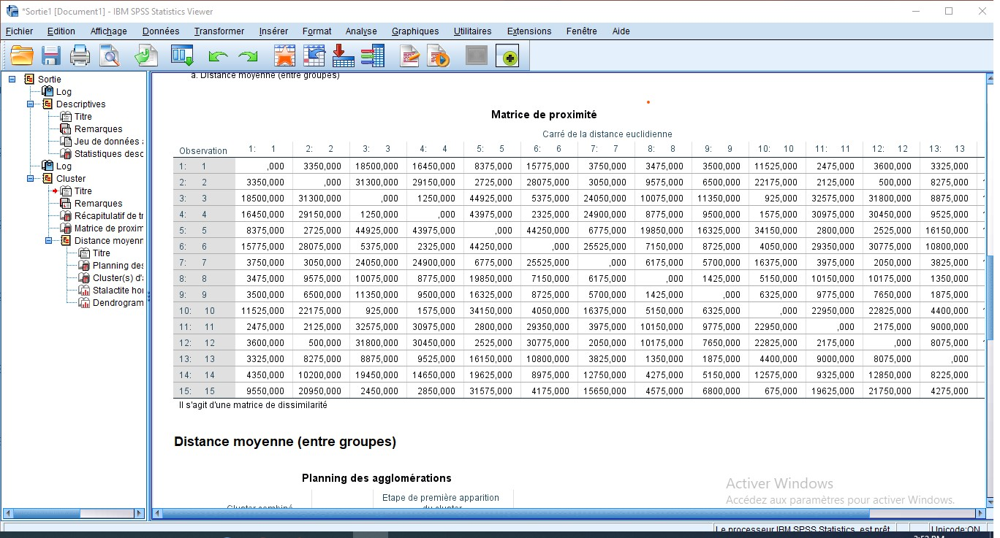 *Sortie1 [Document1] - IBM SPSS Statistics Viewer
Fichier Edition Affichage Données Transformer Insérer Format Analyse Graphiques Utilitaires Extensions Fenêtre Aide
Sortie
Log
Descriptives
Titre
Remarques
Jeu de données
Statistiques desc
Log
Cluster
Titre
Remarques
Récapitulatif de tr
Matrice de proxim
Distance moyenn
Titre
Planning des
Cluster(s) d'
Stalactite hor
Dendrogram
a. Distance moyenne (entre groupes)
Matrice de proximité
Carré de la distance euclidienne
Observation 1: 1 2: 2 3: 3 4: 4 5: 5 6: 6 7: 7 8: 8 9: 9 10: 10 11: 11 12: 12 13: 13
1: 1 ,000 3350,000 18500,000 16450,000 8375,000 15775,000 3750,000 3475,000 3500,000 11525,000 2475,000 3600,000 3325,000
2: 2 3350,000 ,000 31300,000 29150,000 2725,000 28075,000 3050,000 9575,000 6500,000 22175,000 2125,000 500,000 8275,000
3: 3 18500,000 31300,000 ,000 1250,000 44925,000 5375,000 24050,000 10075,000 11350,000 925,000 32575,000 31800,000 8875,000
4: 4 16450,000 29150,000 1250,000 ,000 43975,000 2325,000 24900,000 8775,000 9500,000 1575,000 30975,000 30450,000 9525,000
5: 5 8375,000 2725,000 44925,000 43975,000 ,000 44250,000 6775,000 19850,000 16325,000 34150,000 2800,000 2525,000 16150,000
6: 6 15775,000 28075,000 5375,000 2325,000 44250,000 ,000 25525,000 7150,000 8725,000 4050,000 29350,000 30775,000 10800,000
7: 7 3750,000 3050,000 24050,000 24900,000 6775,000 25525,000 ,000 6175,000 5700,000 16375,000 3975,000 2050,000 3825,000
8: 8 3475,000 9575,000 10075,000 8775,000 19850,000 7150,000 6175,000 ,000 1425,000 5150,000 10150,000 10175,000 1350,000
9: 9 3500,000 6500,000 11350,000 9500,000 16325,000 8725,000 5700,000 1425,000 ,000 6325,000 9775,000 7650,000 1875,000
10: 10 11525,000 22175,000 925,000 1575,000 34150,000 4050,000 16375,000 5150,000 6325,000 ,000 22950,000 22825,000 4400,000
11: 11 2475,000 2125,000 32575,000 30975,000 2800,000 29350,000 3975,000 10150,000 9775,000 22950,000 ,000 2175,000 9000,000
12: 12 3600,000 500,000 31800,000 30450,000 2525,000 30775,000 2050,000 10175,000 7650,000 22825,000 2175,000 ,000 8075,000
13: 13 3325,000 8275,000 8875,000 9525,000 16150,000 10800,000 3825,000 1350,000 1875,000 4400,000 9000,000 8075,000 ,000
14: 14 4350,000 10200,000 19450,000 14650,000 19625,000 8975,000 12750,000 4275,000 5150,000 12575,000 9325,000 12850,000 8225,000
15: 15 9550,000 20950,000 2450,000 2850,000 31575,000 4175,000 15650,000 4575,000 6800,000 675,000 19625,000 21750,000 4275,000
Il s'agit d'une matrice de dissimilarité
Distance moyenne (entre groupes)
Planning des agglomérations
Etape de première apparition
du cluster
Cluster combiné
Activer Windows
Accédez aux paramètres pour activer Windows.
Le processeur IBM SPSS Statistics est prêt
Unicode:ON
3:53 PM